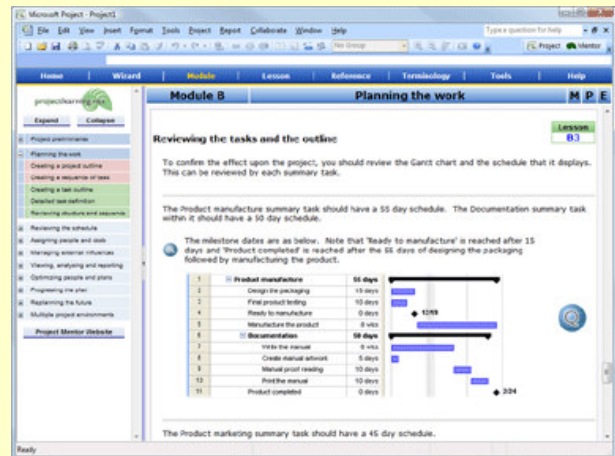 Microsoft Project - Project1
File Edit View Insert Format Tools Project Report Collaborate Window Help
Type a question for help
No Group
Project Mentor
Home Wizard Module Lesson Reference Terminology Tools Help
projectlearning
Expand Collapse
Project preliminaries
Planning the work
Creating a project outline
Creating a sequence of tasks
Creating a task outline
Detailed task definition
Reviewing structure and sequence
Reviewing the schedule
Assigning people and costs
Managing external influences
Viewing, analysing and reporting
Optimizing people and plans
Progressing the plan
Replanning the future
Multiple project environments
Project Mentor Website
Module B Planning the work M P E
Lesson
B3
Reviewing the tasks and the outline
To confirm the effect upon the project, you should review the Gantt chart and the schedule that it displays.
This can be reviewed by each summary task.
The Product manufacture summary task should have a 55 day schedule. The Documentation summary task
within it should have a 50 day schedule.
The milestone dates are as below. Note that 'Ready to manufacture' is reached after 15
days and 'Product completed' is reached after the 55 days of designing the packaging
followed by manufacturing the product.
1 Product manufacture 55 days
2 Design the packaging 15 days
3 Final product testing 10 days
4 Ready to manufacture 0 days
5 Manufacture the product 8 wks
6 Documentation 50 days
7 Write the manual 6 wks
8 Create manual artwork 5 days
9 Manual proof reading 10 days
10 Print the manual 10 days
11 Product completed 0 days 2/24
The Product marketing summary task should have a 45 day schedule.
Ready